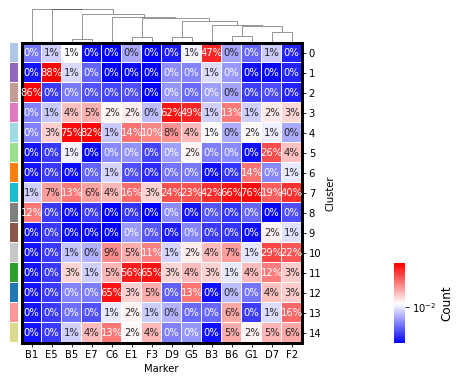 0% 1% 1% 0% 0% 0% 0% 0% 1% 47% 0% 0% 1% 0% 0
0% 88% 1% 0% 0% 0% 0% 0% 0% 1% 0% 0% 0% 0% 1
86% 0% 0% 0% 0% 0% 0% 0% 0% 0% 0% 0% 0% 0% 2
0% 1% 4% 5% 2% 2% 0% 62% 49% 1% 13% 1% 2% 3% 3
0% 3% 75% 82% 1% 14% 10% 8% 4% 1% 0% 2% 1% 0% 4
0% 0% 1% 0% 0% 0% 0% 0% 2% 0% 0% 0% 26% 4% 5
0% 0% 0% 0% 1% 0% 0% 0% 0% 0% 0% 14% 0% 1% 6
1% 7% 13% 6% 4% 16% 3% 24% 23% 42% 66% 76% 19% 40% 7
12% 0% 0% 0% 0% 0% 0% 0% 0% 0% 0% 0% 0% 0% 8
0% 0% 0% 0% 0% 0% 0% 0% 0% 0% 0% 0% 2% 1% 9
0% 0% 1% 0% 9% 5% 11% 1% 2% 4% 7% 1% 29% 22% 10
0% 0% 3% 1% 5% 56% 65% 3% 4% 3% 1% 4% 12% 3% 11
0% 0% 0% 0% 65% 3% 5% 0% 13% 0% 0% 0% 4% 3% 12
0% 0% 0% 0% 1% 2% 1% 0% 0% 0% 6% 0% 1% 16% 13
0% 0% 1% 4% 13% 2% 4% 0% 0% 0% 5% 2% 5% 6% 14
B1 E5 B5 E7 C6 E1 F3 D9 G5 B3 B6 G1 D7 F2
Marker
Cluster
10⁻²
Count